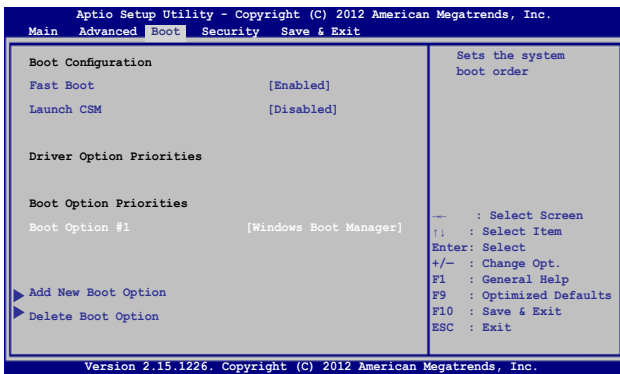 Aptio Setup Utility - Copyright (C) 2012 American Megatrends, Inc.
Main Advanced Boot Security Save & Exit
Boot Configuration
Fast Boot [Enabled]
Launch CSM [Disabled]
Driver Option Priorities
Boot Option Priorities
Boot Option #1 [Windows Boot Manager]
Add New Boot Option
Delete Boot Option
Sets the system
boot order
→← : Select Screen
↑↓ : Select Item
Enter: Select
+/— : Change Opt.
F1 : General Help
F9 : Optimized Defaults
F10 : Save & Exit
ESC : Exit
Version 2.15.1226. Copyright (C) 2012 American Megatrends, Inc.